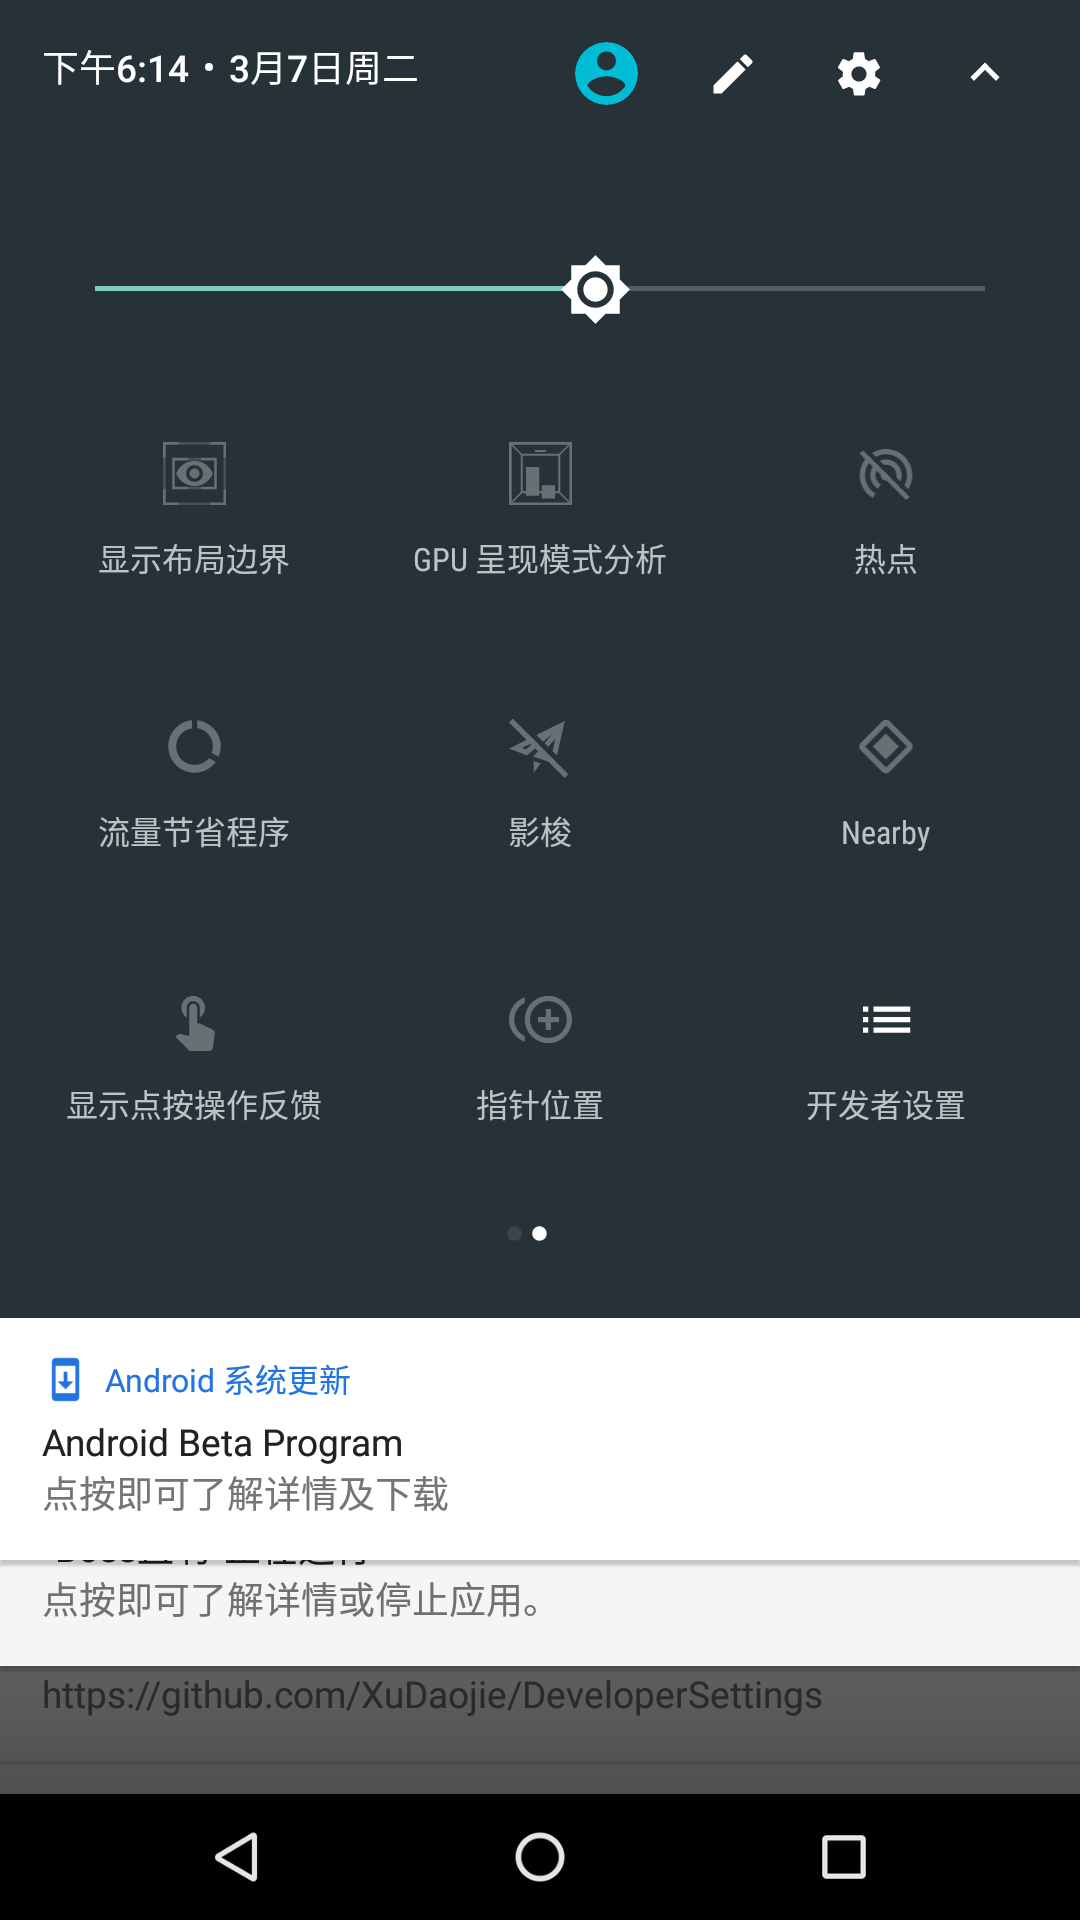 下午6:14 • 3月7日周二
显示布局边界
GPU 呈现模式分析
热点
流量节省程序
影梭
Nearby
显示点按操作反馈
指针位置
开发者设置
Android 系统更新
Android Beta Program
点按即可了解详情及下载
点按即可了解详情或停止应用。
https://github.com/XuDaojie/DeveloperSettings